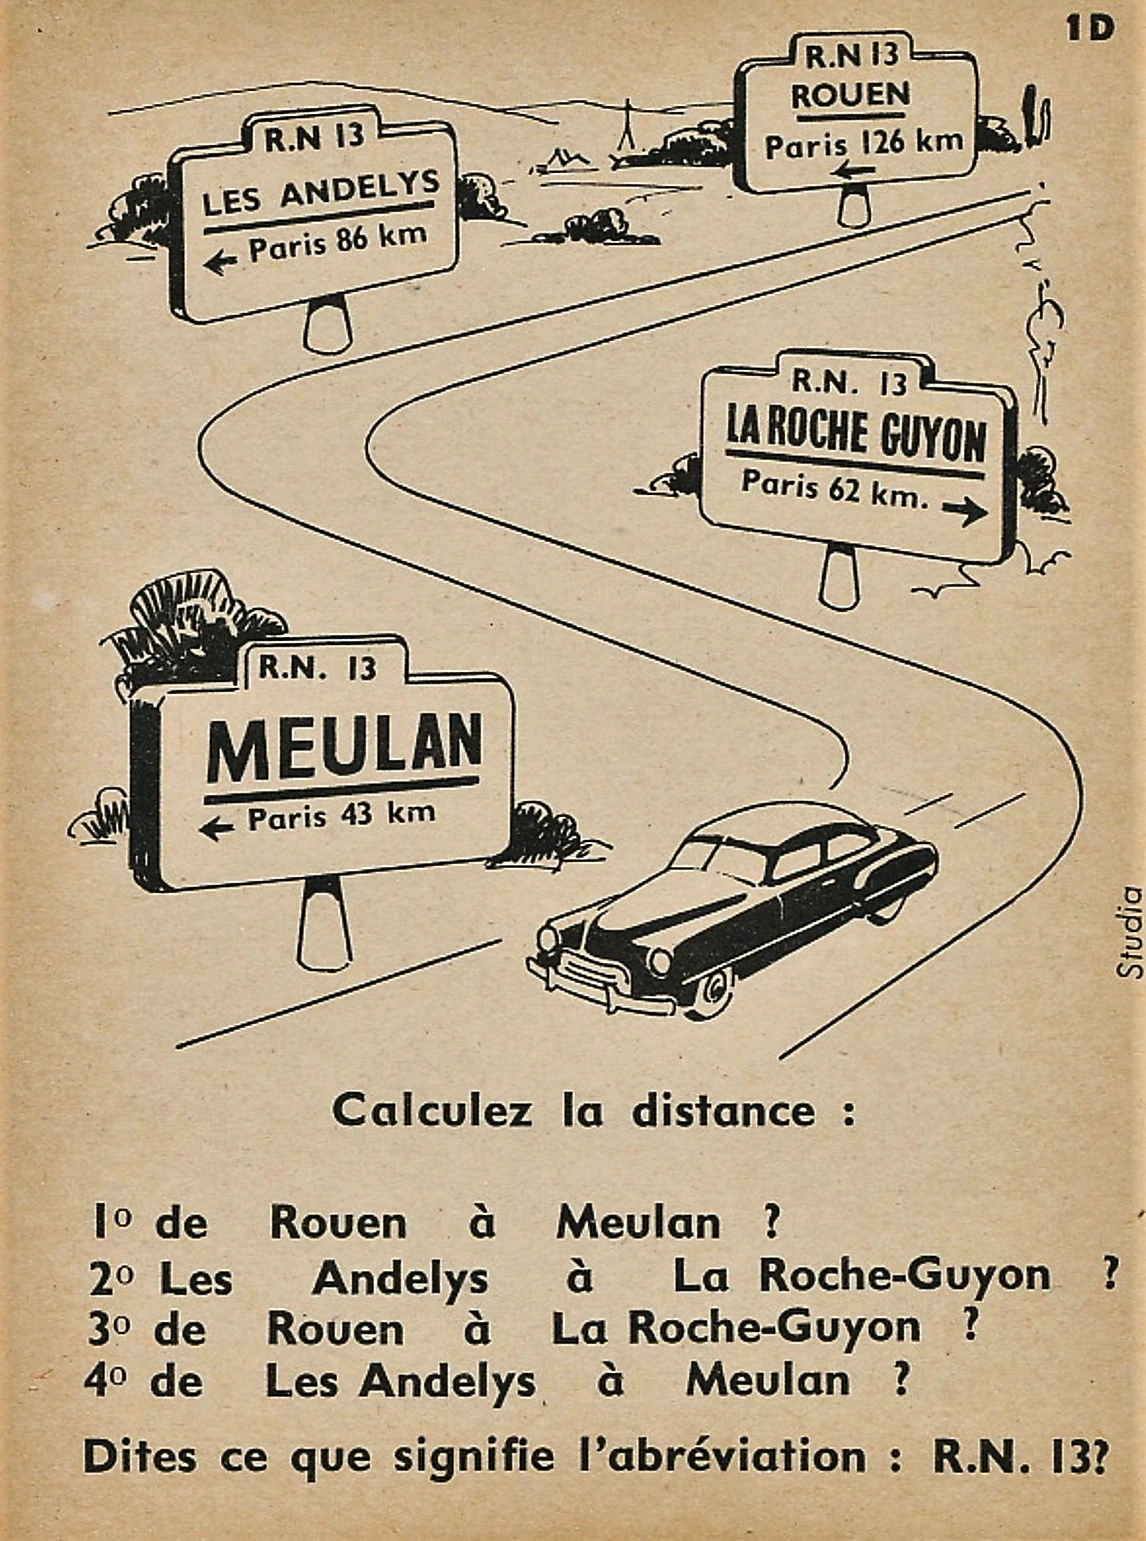 1D
R.N 13
ROUEN
Paris 126 km
←
R.N 13
LES ANDELYS
← Paris 86 km
R.N. 13
LA ROCHE GUYON
Paris 62 km. →
R.N. 13
MEULAN
← Paris 43 km
Studia
Calculez la distance :
1º de Rouen à Meulan ?
2º Les Andelys à La Roche-Guyon ?
3º de Rouen à La Roche-Guyon ?
4º de Les Andelys à Meulan ?
Dites ce que signifie l'abréviation : R.N. 13?